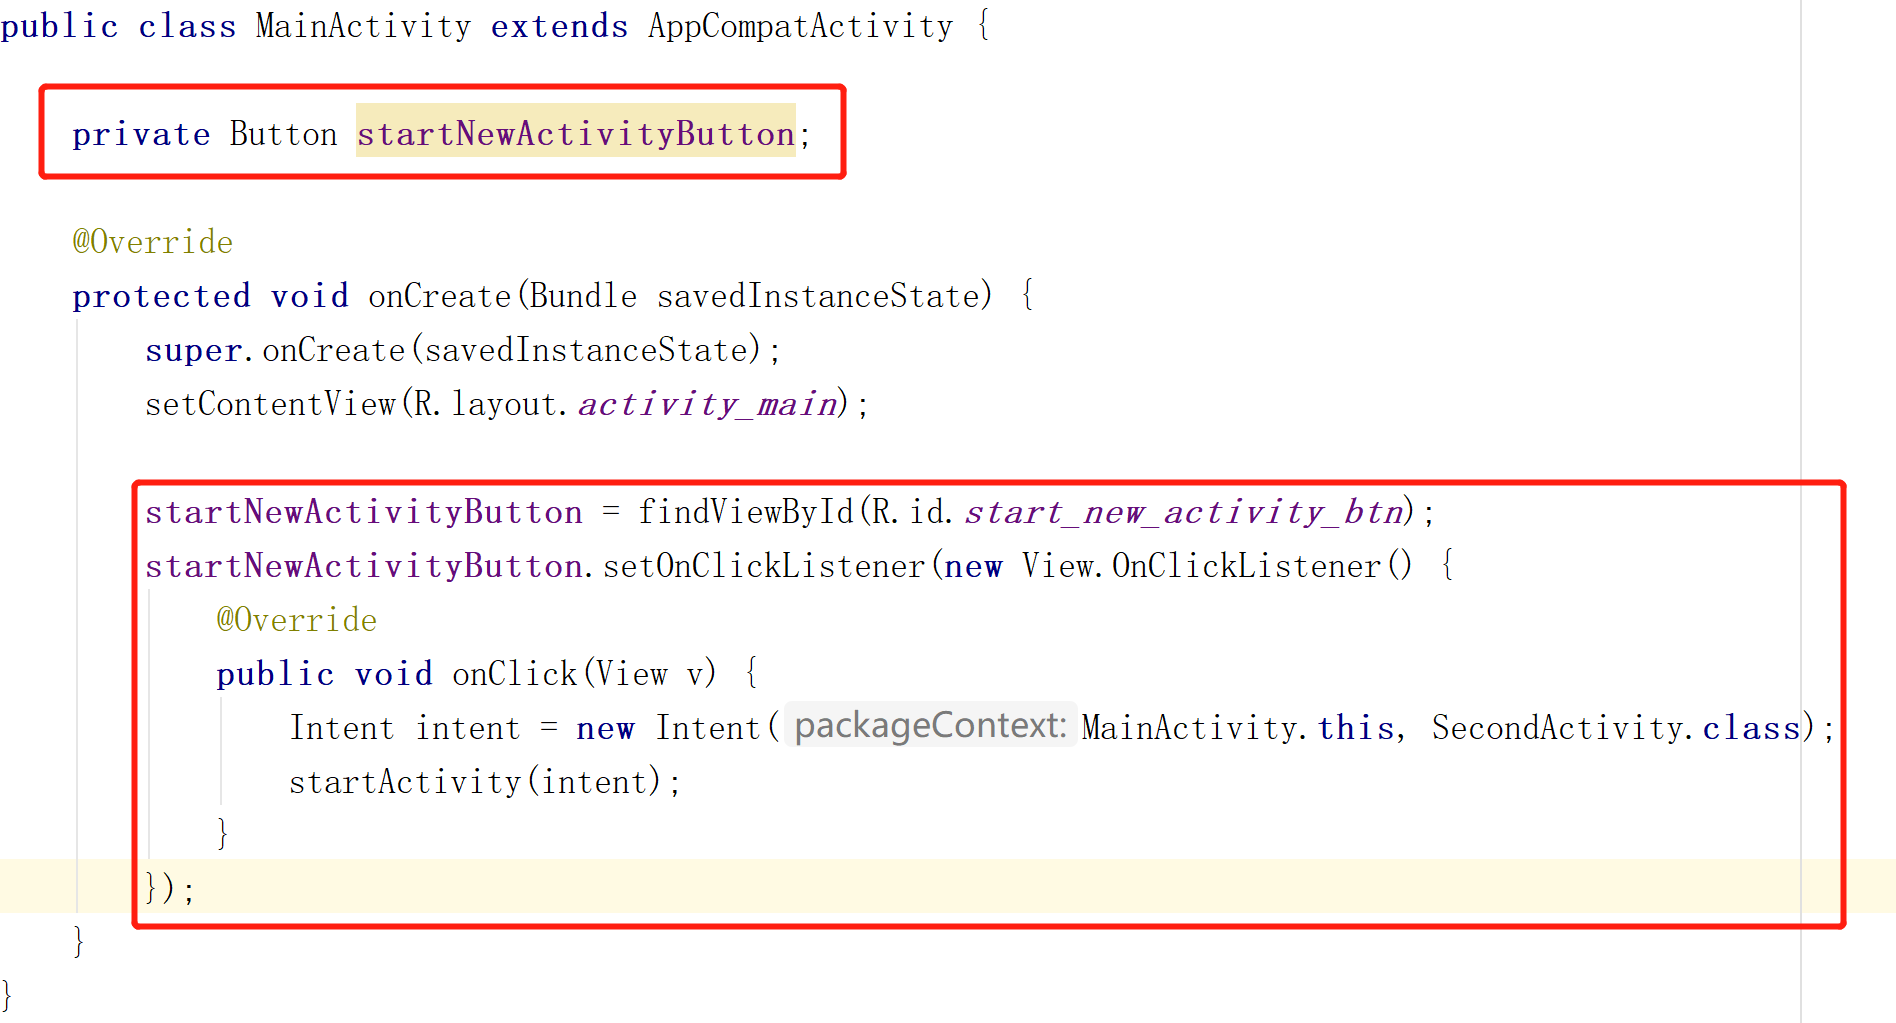 public class MainActivity extends AppCompatActivity {
private Button startNewActivityButton;
@Override
protected void onCreate(Bundle savedInstanceState) {
super.onCreate(savedInstanceState);
setContentView(R.layout.activity_main);
startNewActivityButton = findViewById(R.id.start_new_activity_btn);
startNewActivityButton.setOnClickListener(new View.OnClickListener() {
@Override
public void onClick(View v) {
Intent intent = new Intent( packageContext: MainActivity.this, SecondActivity.class);
startActivity(intent);
}
});
}
}